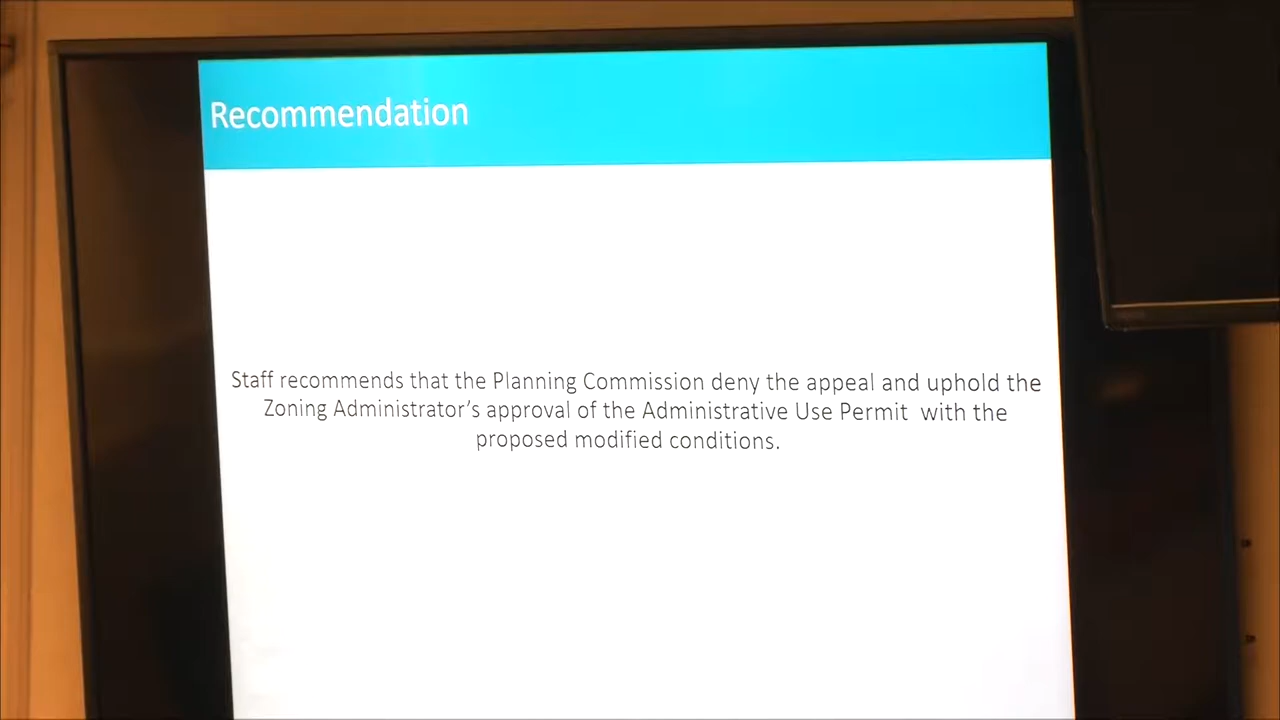 Recommendation
Staff recommends that the Planning Commission deny the appeal and uphold the
Zoning Administrator's approval of the Administrative Use Permit  with the
proposed modified conditions.